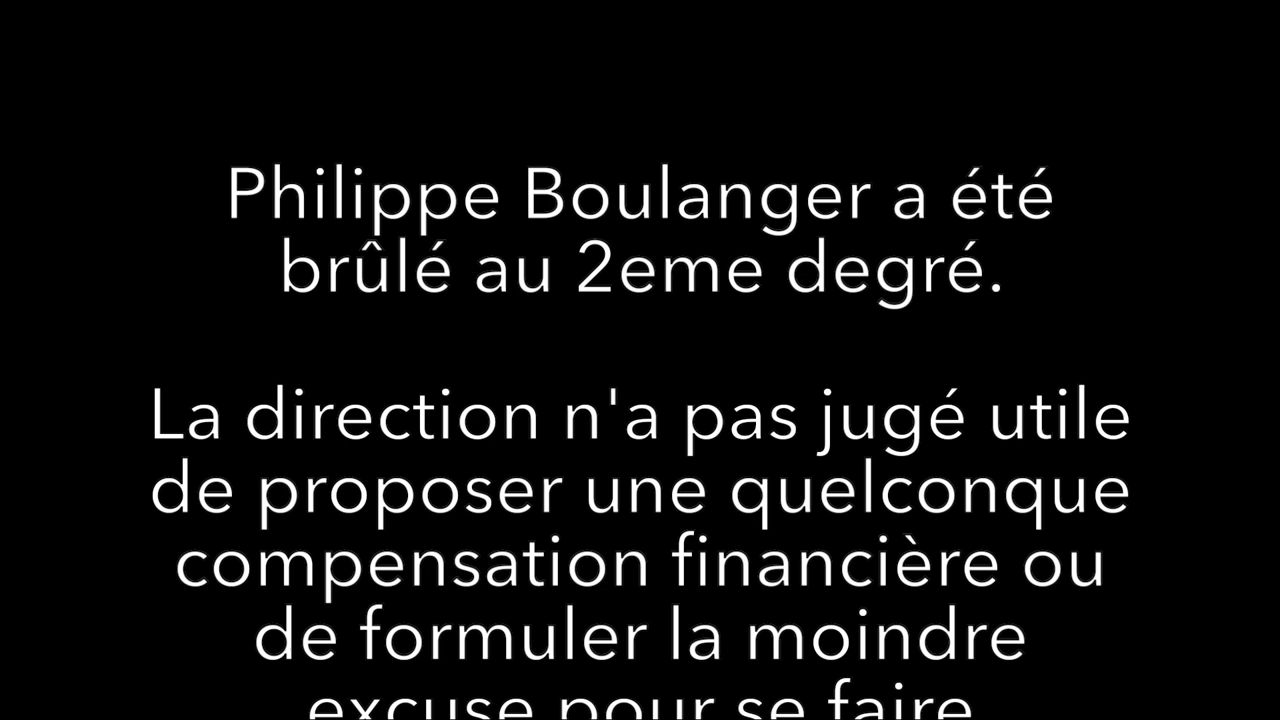 Philippe Boulanger a été
brûlé au 2eme degré.
La direction n'a pas jugé utile
de proposer une quelconque
compensation financière ou
de formuler la moindre
excuse pour se faire